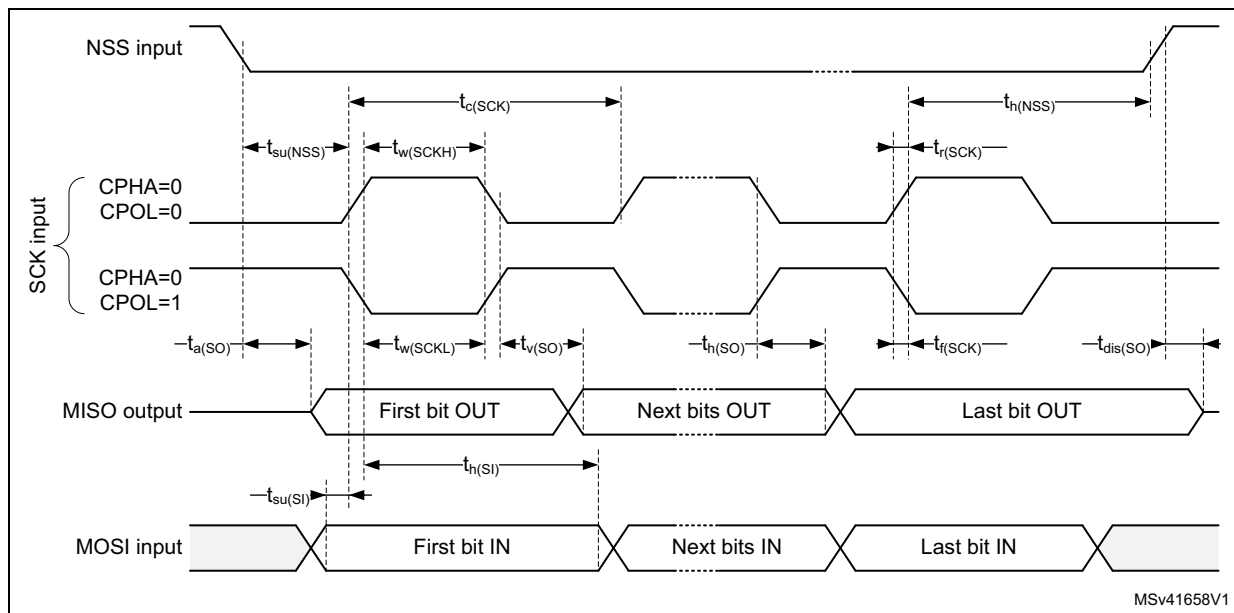 NSS input
tc(SCK)
th(NSS)
tsu(NSS)
tw(SCKH)
tr(SCK)
SCK input
CPHA=0
CPOL=0
CPHA=0
CPOL=1
ta(SO)
tw(SCKL)
tv(SO)
th(SO)
tf(SCK)
tdis(SO)
MISO output
First bit OUT
Next bits OUT
Last bit OUT
th(SI)
tsu(SI)
MOSI input
First bit IN
Next bits IN
Last bit IN
MSv41658V1